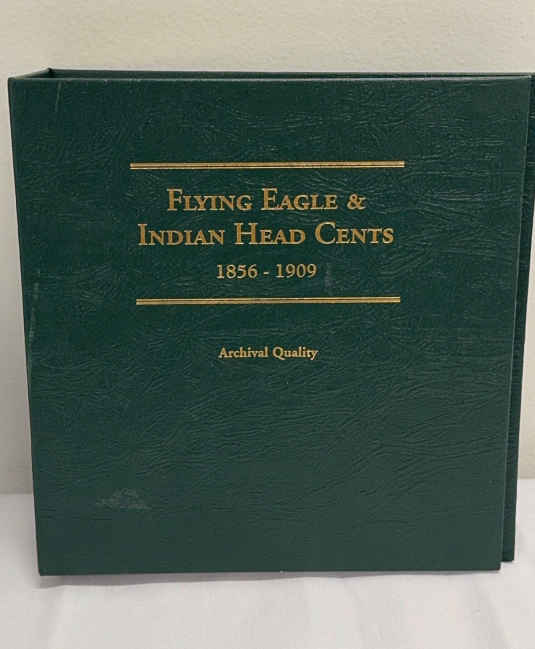 Flying Eagle &
Indian Head Cents
1856 - 1909
Archival Quality